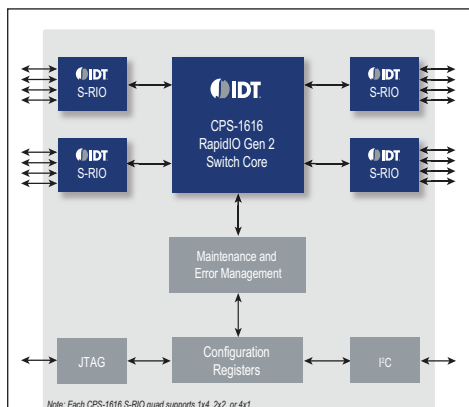 IDT
S-RIO
IDT
CPS-1616
RapidIO Gen 2
Switch Core
IDT
S-RIO
IDT
S-RIO
IDT
S-RIO
Maintenance and
Error Management
JTAG
Configuration
Registers
I²C
Note: Each CPS-1616 S-RIO quad supports 1x4, 2x2, or 4x1